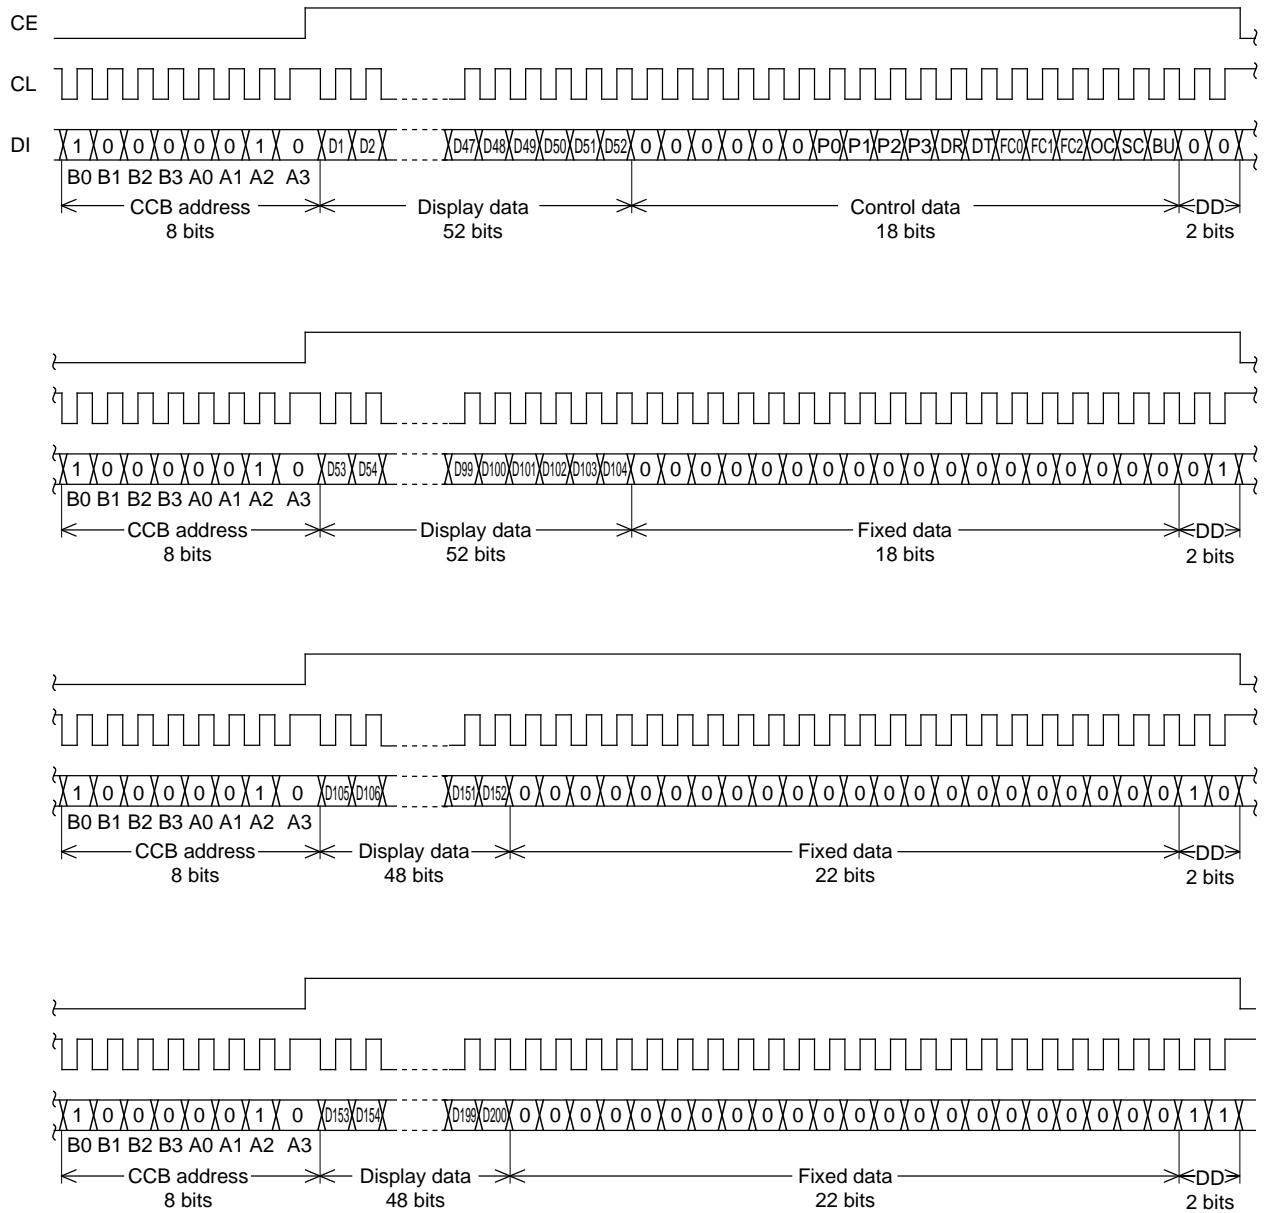 CE
CL
DI 1 0 0 0 0 0 1 0 D1 D2 D47 D48 D49 D50 D51 D52 0 0 0 0 0 0 P0 P1 P2 P3 DR DT FC0 FC1 FC2 OC SC BU 0 0
B0 B1 B2 B3 A0 A1 A2 A3
CCB address Display data Control data DD
8 bits 52 bits 18 bits 2 bits
1 0 0 0 0 0 1 0 D53 D54 D99 D100 D101 D102 D103 D104 0 0 0 0 0 0 0 0 0 0 0 0 0 0 0 0 0 0 0 1
B0 B1 B2 B3 A0 A1 A2 A3
CCB address Display data Fixed data DD
8 bits 52 bits 18 bits 2 bits
1 0 0 0 0 0 1 0 D105 D106 D151 D152 0 0 0 0 0 0 0 0 0 0 0 0 0 0 0 0 0 0 0 0 0 0 1 0
B0 B1 B2 B3 A0 A1 A2 A3
CCB address Display data Fixed data DD
8 bits 48 bits 22 bits 2 bits
1 0 0 0 0 0 1 0 D153 D154 D199 D200 0 0 0 0 0 0 0 0 0 0 0 0 0 0 0 0 0 0 0 0 0 0 1 1
B0 B1 B2 B3 A0 A1 A2 A3
CCB address Display data Fixed data DD
8 bits 48 bits 22 bits 2 bits